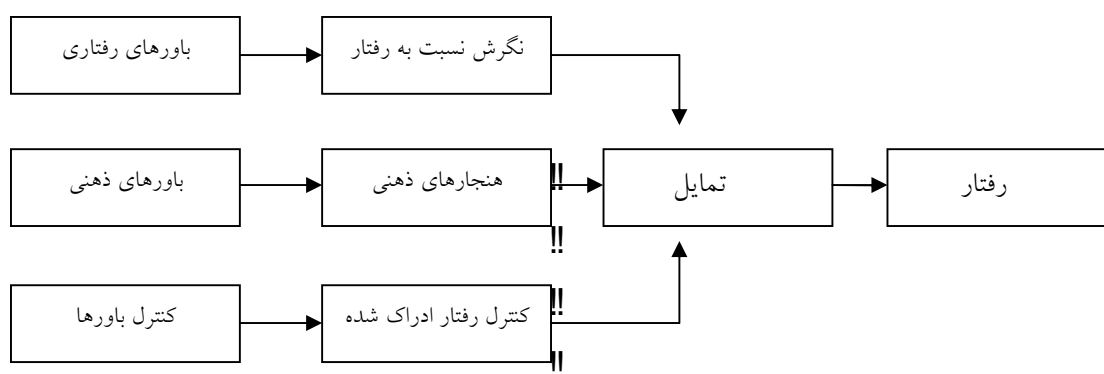 باورهای رفتاری
نگرش نسبت به رفتار
باورهای ذهنی
هنجارهای ذهنی
!!
تمایل
رفتار
!!
کنترل باورها
کنترل رفتار ادراک شده
!!
!!